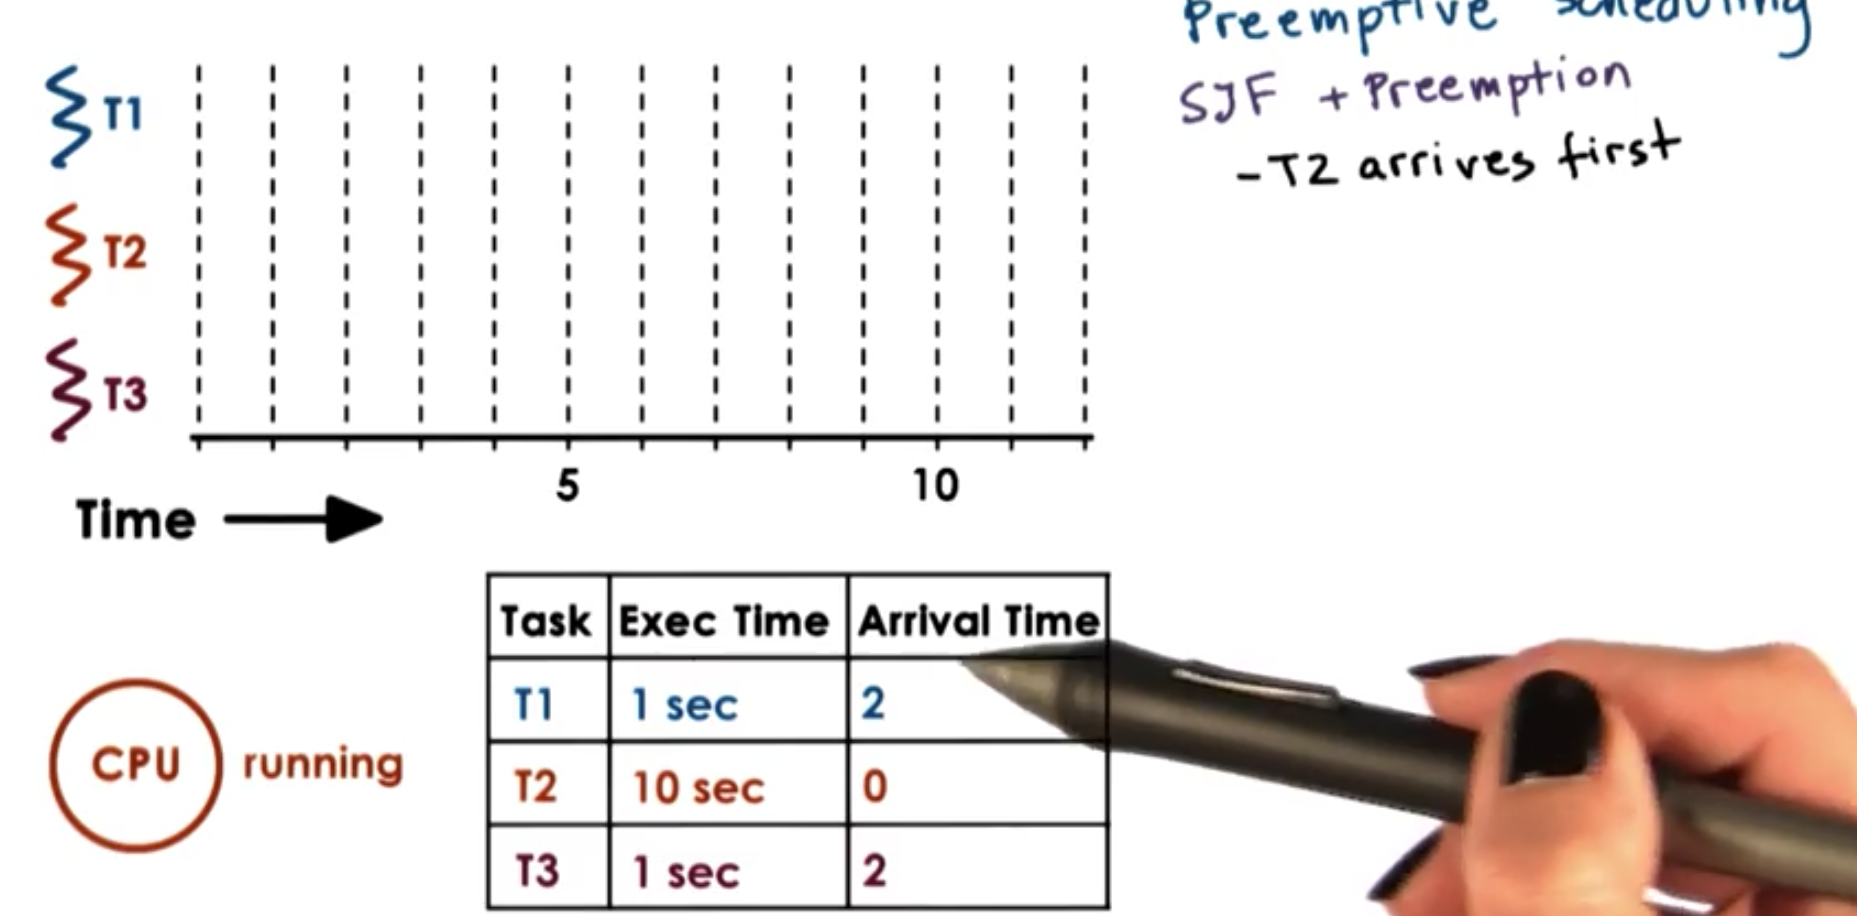 Preemptive scheduling
SJF + Preemption
-T2 arrives first
T1
T2
T3
5 10
Time
Task Exec Time Arrival Time
T1 1 sec 2
T2 10 sec 0
T3 1 sec 2
CPU running